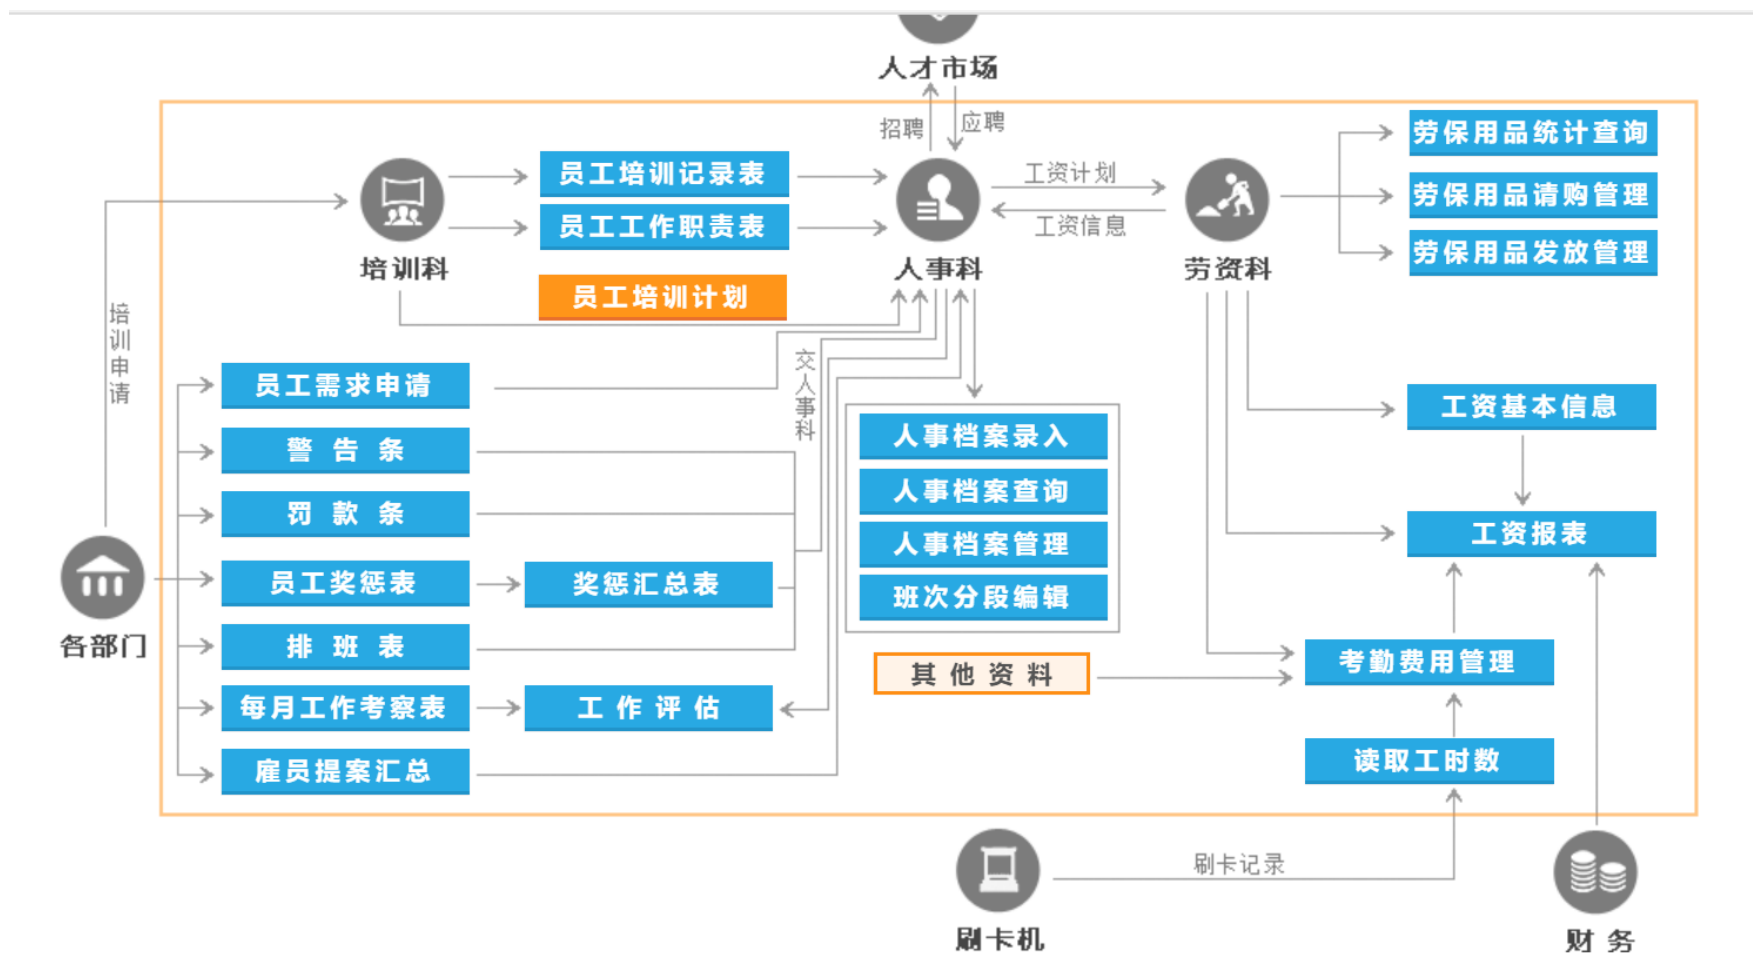 人才市场
招聘
应聘
劳保用品统计查询
员工培训记录表
工资计划
劳保用品请购管理
员工工作职责表
工资信息
劳保用品发放管理
培训科
人事科
劳资科
员工培训计划
培训申请
交人事科
员工需求申请
工资基本信息
人事档案录入
警告条
人事档案查询
罚款条
工资报表
人事档案管理
员工奖惩表
奖惩汇总表
班次分段编辑
各部门
排班表
考勤费用管理
其他资料
每月工作考察表
工作评估
读取工时数
雇员提案汇总
刷卡记录
刷卡机
财务